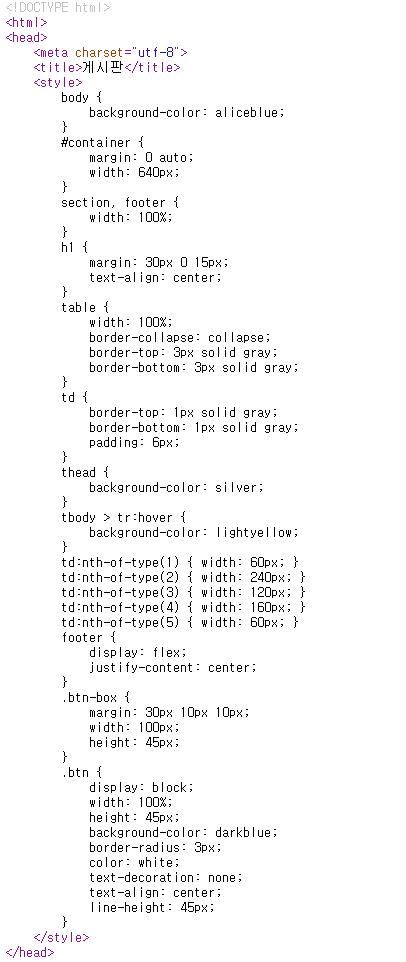 <!DOCTYPE html>
<html>
<head>
    <meta charset="utf-8">
    <title>게시판</title>
    <style>
        body {
            background-color: aliceblue;
        }
        #container {
            margin: 0 auto;
            width: 640px;
        }
        section, footer {
            width: 100%;
        }
        h1 {
            margin: 30px 0 15px;
            text-align: center;
        }
        table {
            width: 100%;
            border-collapse: collapse;
            border-top: 3px solid gray;
            border-bottom: 3px solid gray;
        }
        td {
            border-top: 1px solid gray;
            border-bottom: 1px solid gray;
            padding: 6px;
        }
        thead {
            background-color: silver;
        }
        tbody > tr:hover {
            background-color: lightyellow;
        }
        td:nth-of-type(1) { width: 60px; }
        td:nth-of-type(2) { width: 240px; }
        td:nth-of-type(3) { width: 120px; }
        td:nth-of-type(4) { width: 160px; }
        td:nth-of-type(5) { width: 60px; }
        footer {
            display: flex;
            justify-content: center;
        }
        .btn-box {
            margin: 30px 10px 10px;
            width: 100px;
            height: 45px;
        }
        .btn {
            display: block;
            width: 100%;
            height: 45px;
            background-color: darkblue;
            border-radius: 3px;
            color: white;
            text-decoration: none;
            text-align: center;
            line-height: 45px;
        }
    </style>
</head>